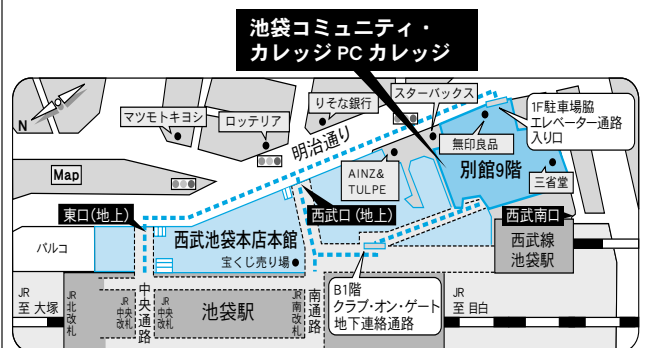 池袋コミュニティ・
カレッジ PC カレッジ
N
マツモトキヨシ
ロッテリア
りそな銀行
スターバックス
明治通り
1F駐車場脇
エレベーター通路
入り口
無印良品
別館9階
三省堂
Map
AINZ&
TULPE
東口(地上)
西武口(地上)
西武南口
パルコ
西武池袋本店本館
宝くじ売り場
西武線
池袋駅
B1階
クラブ・オン・ゲート
地下連絡通路
JR
至 大塚
JR
北改札
JR
中央改札
中央通路
JR
中央改札
池袋駅
JR
南改札
南通路
JR
至 目白